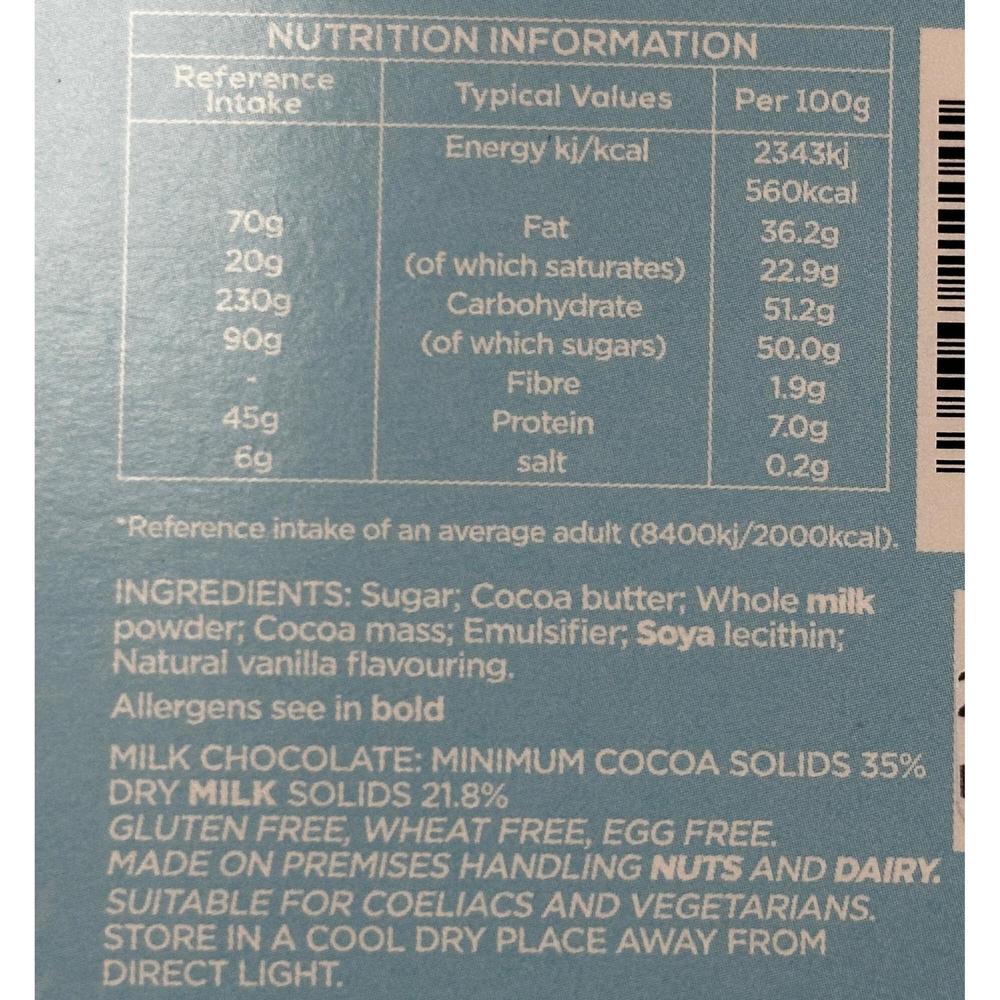 NUTRITION INFORMATION
Reference Intake Typical Values Per 100g
Energy kj/kcal 2343kj
560kcal
70g Fat 36.2g
20g (of which saturates) 22.9g
230g Carbohydrate 51.2g
90g (of which sugars) 50.0g
- Fibre 1.9g
45g Protein 7.0g
6g salt 0.2g
*Reference intake of an average adult (8400kj/2000kcal).
INGREDIENTS: Sugar; Cocoa butter; Whole milk
powder; Cocoa mass; Emulsifier; Soya lecithin;
Natural vanilla flavouring.
Allergens see in bold
MILK CHOCOLATE: MINIMUM COCOA SOLIDS 35%
DRY MILK SOLIDS 21.8%
GLUTEN FREE, WHEAT FREE, EGG FREE.
MADE ON PREMISES HANDLING NUTS AND DAIRY.
SUITABLE FOR COELIACS AND VEGETARIANS.
STORE IN A COOL DRY PLACE AWAY FROM
DIRECT LIGHT.